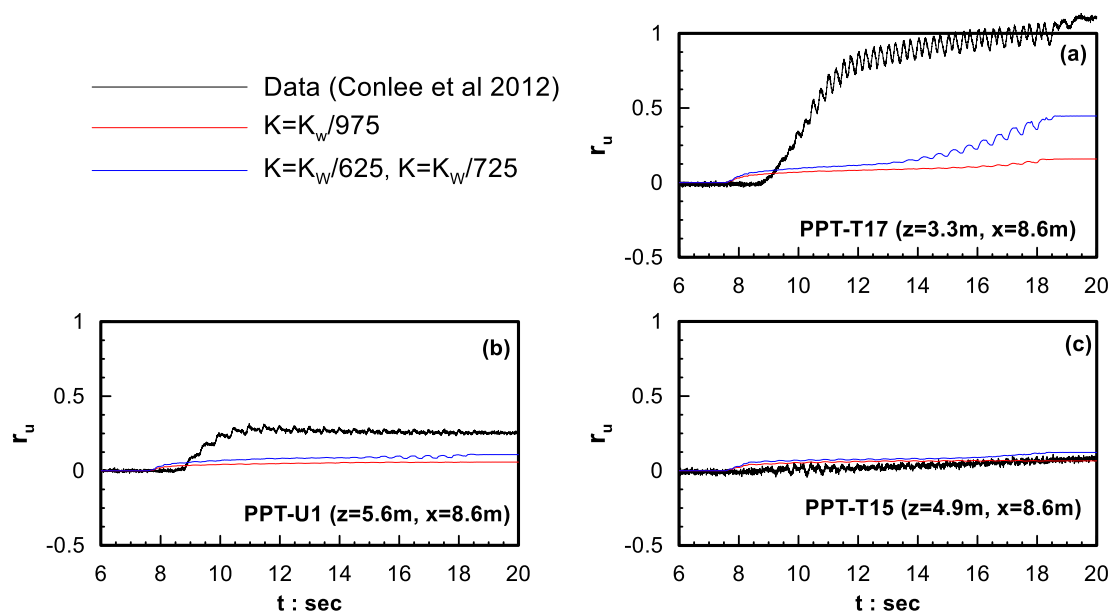 Data (Conlee et al 2012)
K=Kw/975
K=KW/625, K=KW/725
1
0.5
0
-0.5
ru
(a)
PPT-T17 (z=3.3m, x=8.6m)
6 8 10 12 14 16 18 20
1
0.5
0
-0.5
ru
(b)
PPT-U1 (z=5.6m, x=8.6m)
6 8 10 12 14 16 18 20
t : sec
1
0.5
0
-0.5
ru
(c)
PPT-T15 (z=4.9m, x=8.6m)
6 8 10 12 14 16 18 20
t : sec